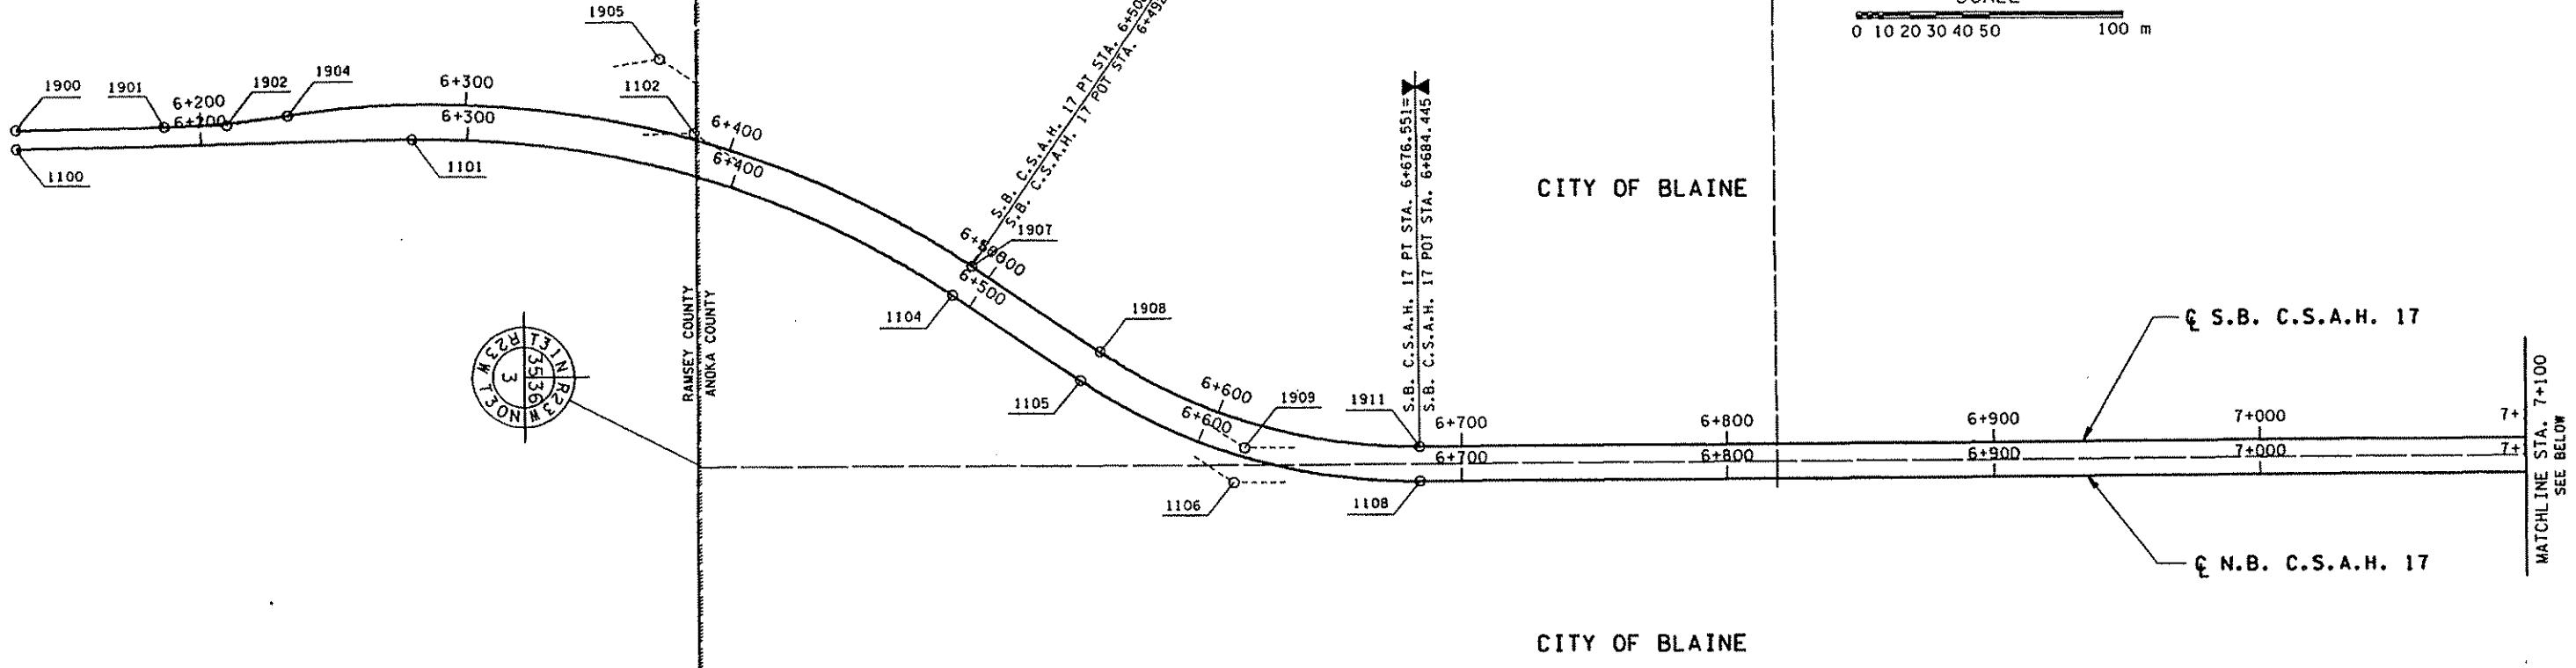 1905
0 10 20 30 40 50 100 m
1900
1901
6+200
1902
1904
6+300
1102
6+400
6+200
6+300
6+400
1100
1101
S.B. C.S.A.H. 17 PT STA.
S.B. C.S.A.H. 17 POT STA.
S.B. C.S.A.H. 17 PT STA. 6+676.551=
S.B. C.S.A.H. 17 POT STA. 6+684.445
CITY OF BLAINE
1907
6+500
1104
1908
RAMSEY COUNTY
ANOKA COUNTY
R23W T31N R23W T30N
35 36
3
℄ S.B. C.S.A.H. 17
1105
6+600
6+600
1909
1911
6+700
6+800
6+900
7+000
6+700
6+800
6+900
7+000
MATCHLINE STA. 7+100
SEE BELOW
1106
1108
℄ N.B. C.S.A.H. 17
CITY OF BLAINE